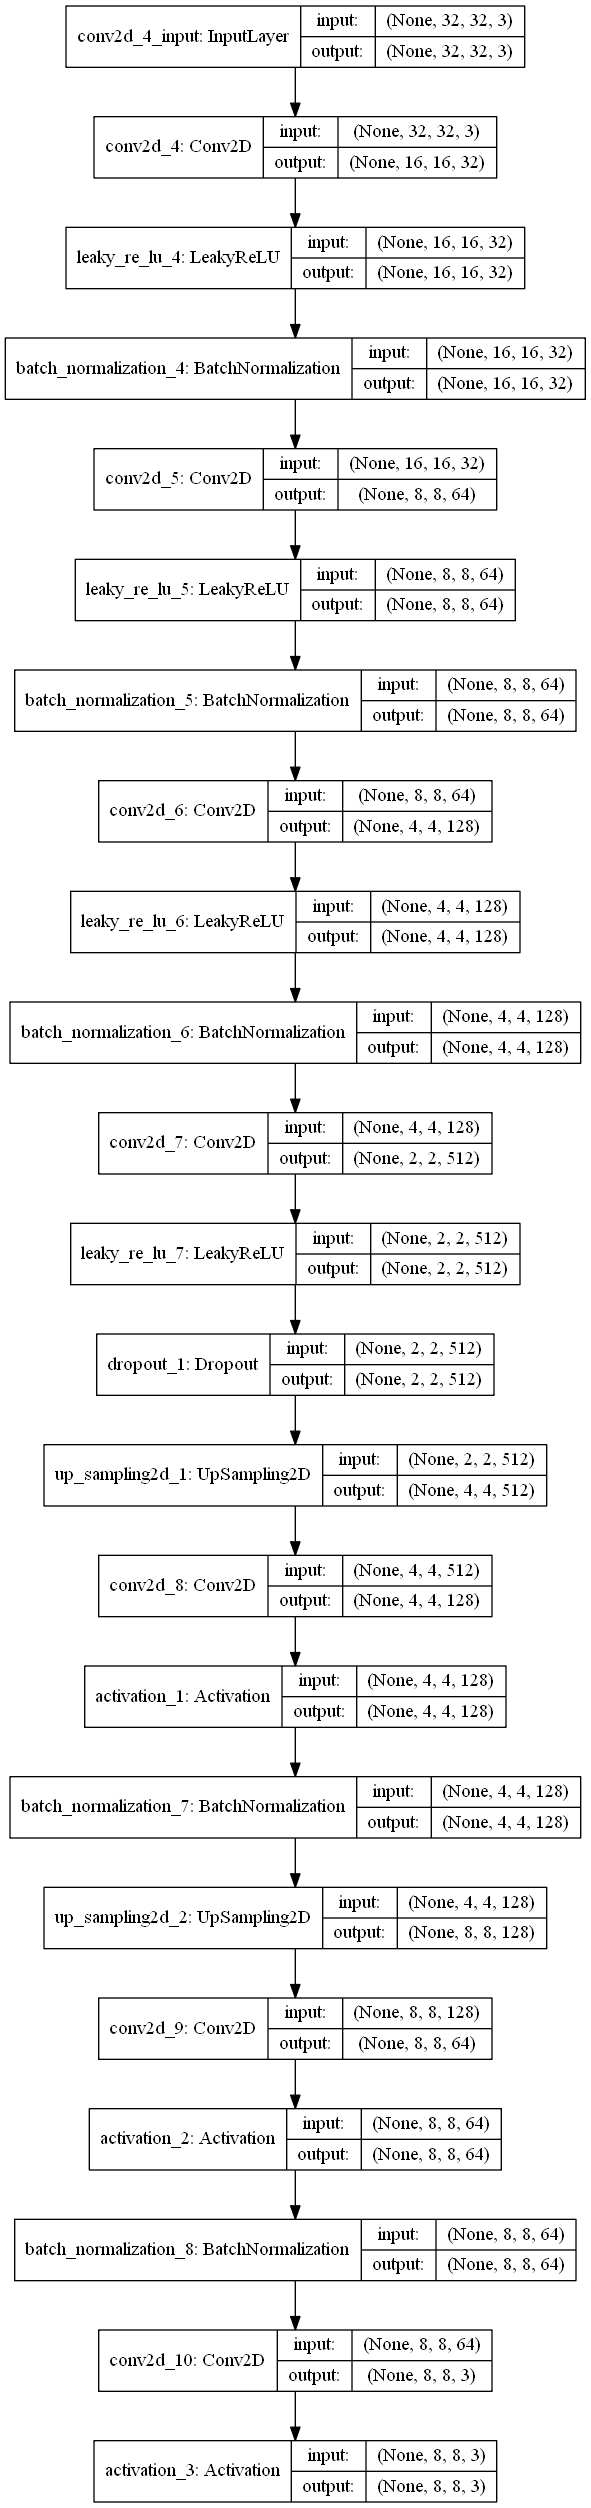 conv2d_4_input: InputLayer
input: (None, 32, 32, 3)
output: (None, 32, 32, 3)
conv2d_4: Conv2D
input: (None, 32, 32, 3)
output: (None, 16, 16, 32)
leaky_re_lu_4: LeakyReLU
input: (None, 16, 16, 32)
output: (None, 16, 16, 32)
batch_normalization_4: BatchNormalization
input: (None, 16, 16, 32)
output: (None, 16, 16, 32)
conv2d_5: Conv2D
input: (None, 16, 16, 32)
output: (None, 8, 8, 64)
leaky_re_lu_5: LeakyReLU
input: (None, 8, 8, 64)
output: (None, 8, 8, 64)
batch_normalization_5: BatchNormalization
input: (None, 8, 8, 64)
output: (None, 8, 8, 64)
conv2d_6: Conv2D
input: (None, 8, 8, 64)
output: (None, 4, 4, 128)
leaky_re_lu_6: LeakyReLU
input: (None, 4, 4, 128)
output: (None, 4, 4, 128)
batch_normalization_6: BatchNormalization
input: (None, 4, 4, 128)
output: (None, 4, 4, 128)
conv2d_7: Conv2D
input: (None, 4, 4, 128)
output: (None, 2, 2, 512)
leaky_re_lu_7: LeakyReLU
input: (None, 2, 2, 512)
output: (None, 2, 2, 512)
dropout_1: Dropout
input: (None, 2, 2, 512)
output: (None, 2, 2, 512)
up_sampling2d_1: UpSampling2D
input: (None, 2, 2, 512)
output: (None, 4, 4, 512)
conv2d_8: Conv2D
input: (None, 4, 4, 512)
output: (None, 4, 4, 128)
activation_1: Activation
input: (None, 4, 4, 128)
output: (None, 4, 4, 128)
batch_normalization_7: BatchNormalization
input: (None, 4, 4, 128)
output: (None, 4, 4, 128)
up_sampling2d_2: UpSampling2D
input: (None, 4, 4, 128)
output: (None, 8, 8, 128)
conv2d_9: Conv2D
input: (None, 8, 8, 128)
output: (None, 8, 8, 64)
activation_2: Activation
input: (None, 8, 8, 64)
output: (None, 8, 8, 64)
batch_normalization_8: BatchNormalization
input: (None, 8, 8, 64)
output: (None, 8, 8, 64)
conv2d_10: Conv2D
input: (None, 8, 8, 64)
output: (None, 8, 8, 3)
activation_3: Activation
input: (None, 8, 8, 3)
output: (None, 8, 8, 3)